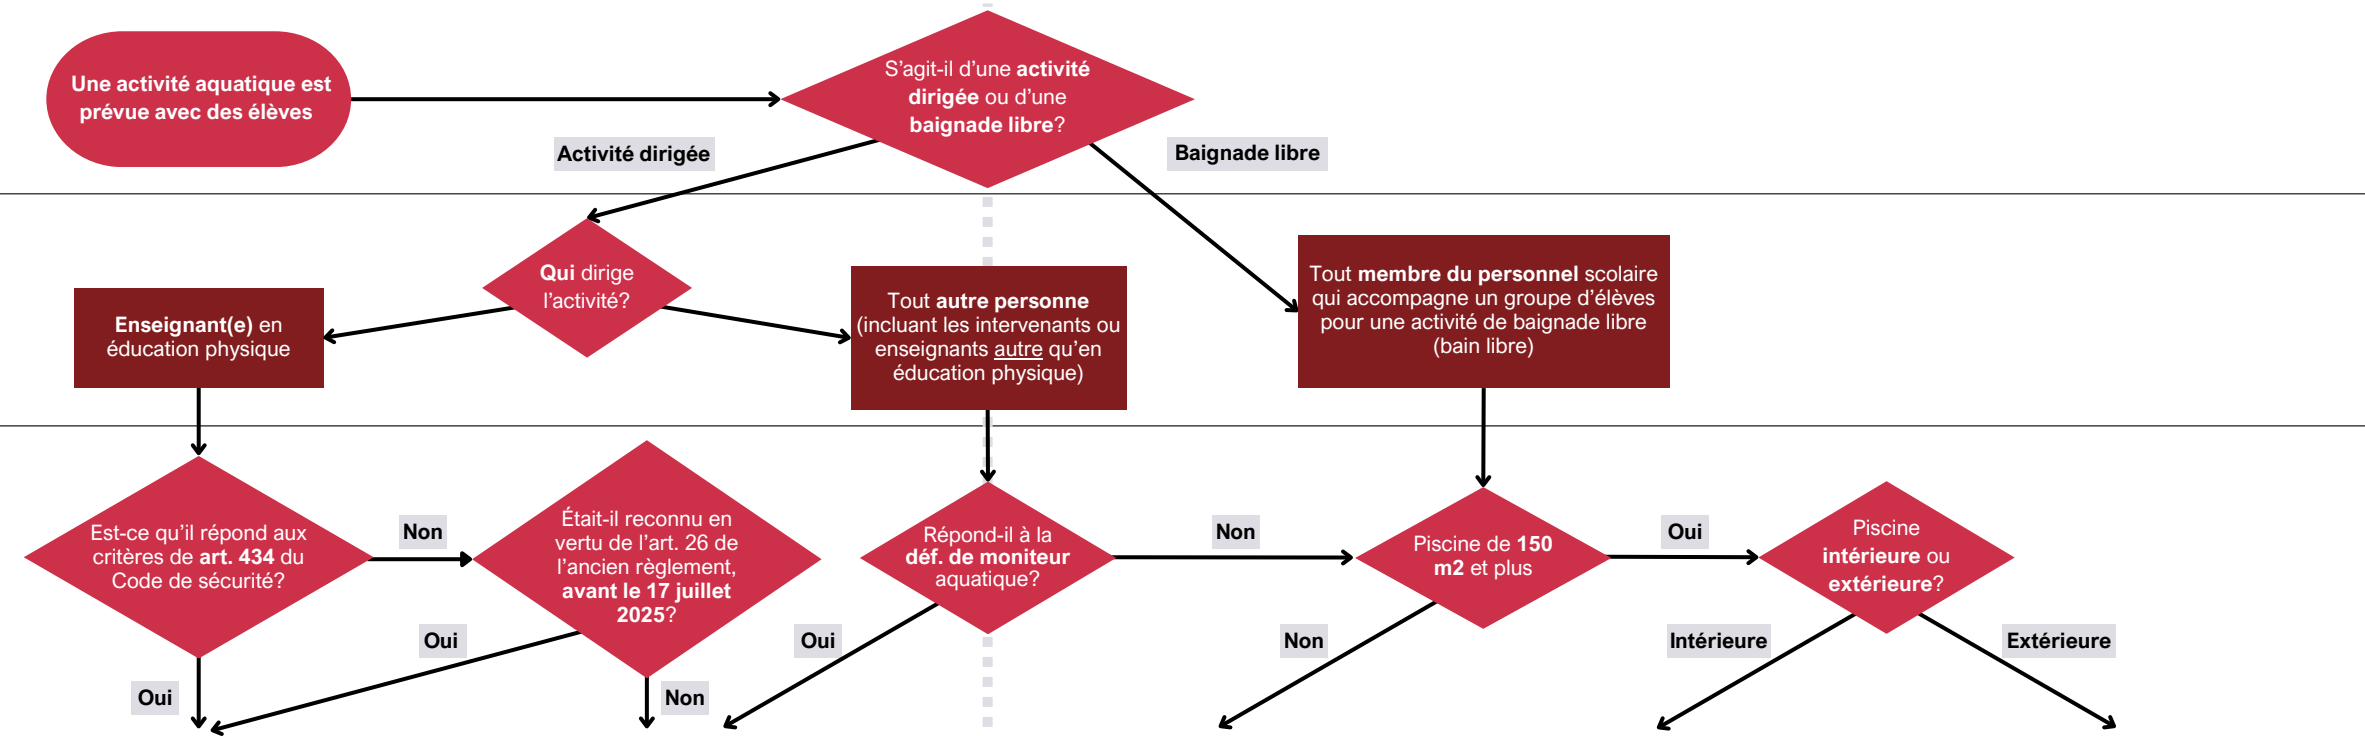 Une activité aquatique est
prévue avec des élèves
S'agit-il d'une activité
dirigée ou d'une
baignade libre?
Activité dirigée
Baignade libre
Qui dirige
l'activité?
Enseignant(e) en
éducation physique
Tout autre personne
(incluant les intervenants ou
enseignants autre qu'en
éducation physique)
Tout membre du personnel scolaire
qui accompagne un groupe d'élèves
pour une activité de baignade libre
(bain libre)
Est-ce qu'il répond aux
critères de art. 434 du
Code de sécurité?
Non
Était-il reconnu en
vertu de l'art. 26 de
l'ancien règlement,
avant le 17 juillet
2025?
Répond-il à la
déf. de moniteur
aquatique?
Non
Piscine de 150
m2 et plus
Oui
Piscine
intérieure ou
extérieure?
Oui
Oui
Non
Oui
Non
Intérieure
Extérieure